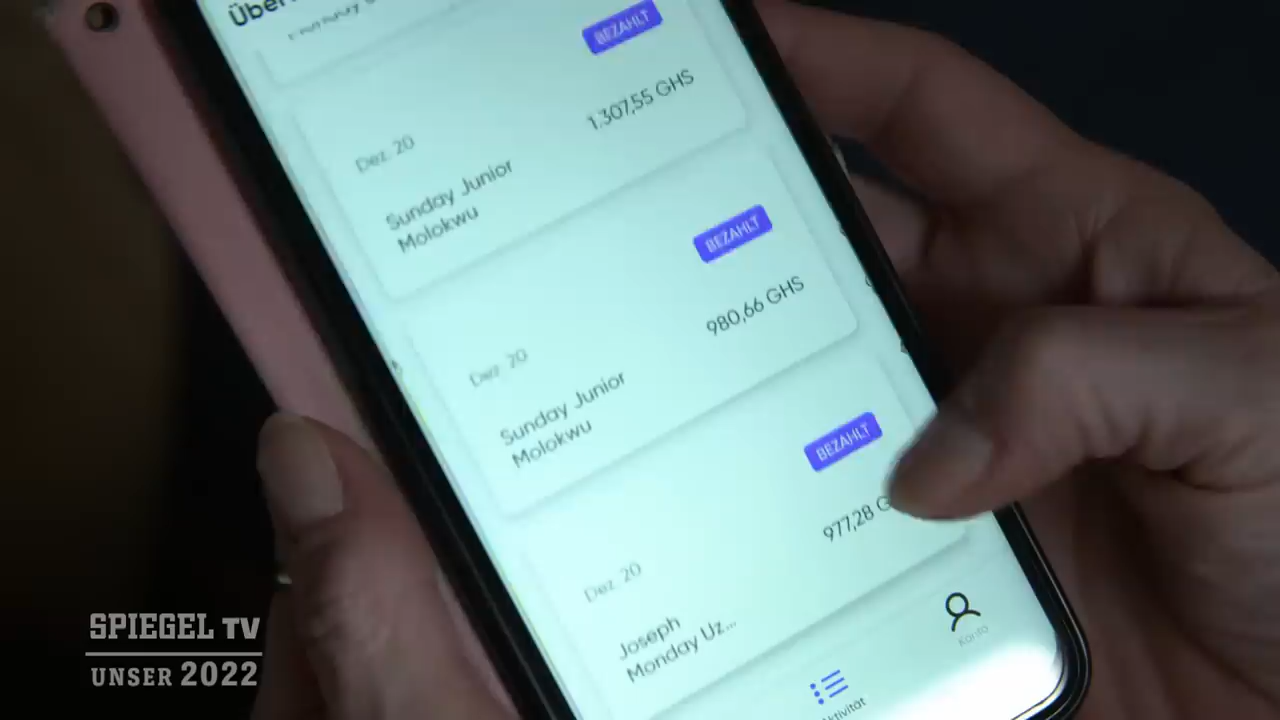 BEZAHLT
1.307,55 GHS
Dez. 20
Sunday Junior
Molokwu
BEZAHLT
980,66 GHS
Dez. 20
Sunday Junior
Molokwu
BEZAHLT
977,28
Dez. 20
Joseph
Monday Uz...
Konto
SPIEGEL TV
UNSER 2022